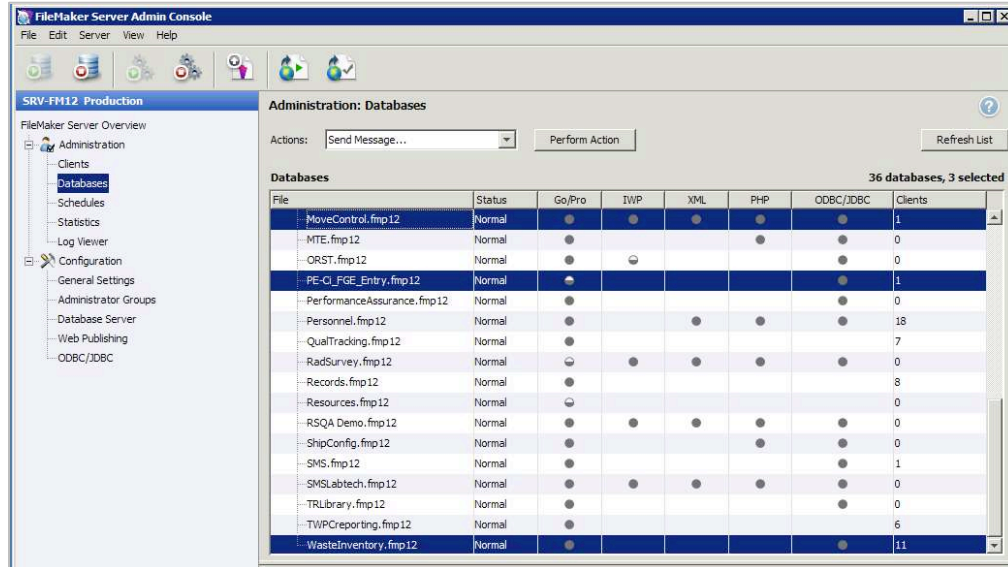 FileMaker Server Admin Console
File Edit Server View Help
SRV-FM12 Production
FileMaker Server Overview
Administration
Clients
Databases
Schedules
Statistics
Log Viewer
Configuration
General Settings
Administrator Groups
Database Server
Web Publishing
ODBC/JDBC
Administration: Databases
Actions: Send Message... Perform Action Refresh List
Databases 36 databases, 3 selected
File Status Go/Pro IWP XML PHP ODBC/JDBC Clients
MoveControl.fmp12 Normal 1
MTE.fmp12 Normal 0
ORST.fmp12 Normal 0
PE-Ci_FGE_Entry.fmp12 Normal 1
PerformanceAssurance.fmp12 Normal 0
Personnel.fmp12 Normal 18
QualTracking.fmp12 Normal 7
RadSurvey.fmp12 Normal 0
Records.fmp12 Normal 8
Resources.fmp12 Normal 0
RSQA Demo.fmp12 Normal 0
ShipConfig.fmp12 Normal 0
SMS.fmp12 Normal 1
SMSLabtech.fmp12 Normal 0
TRLibrary.fmp12 Normal 0
TWPCreporting.fmp12 Normal 6
WasteInventory.fmp12 Normal 11